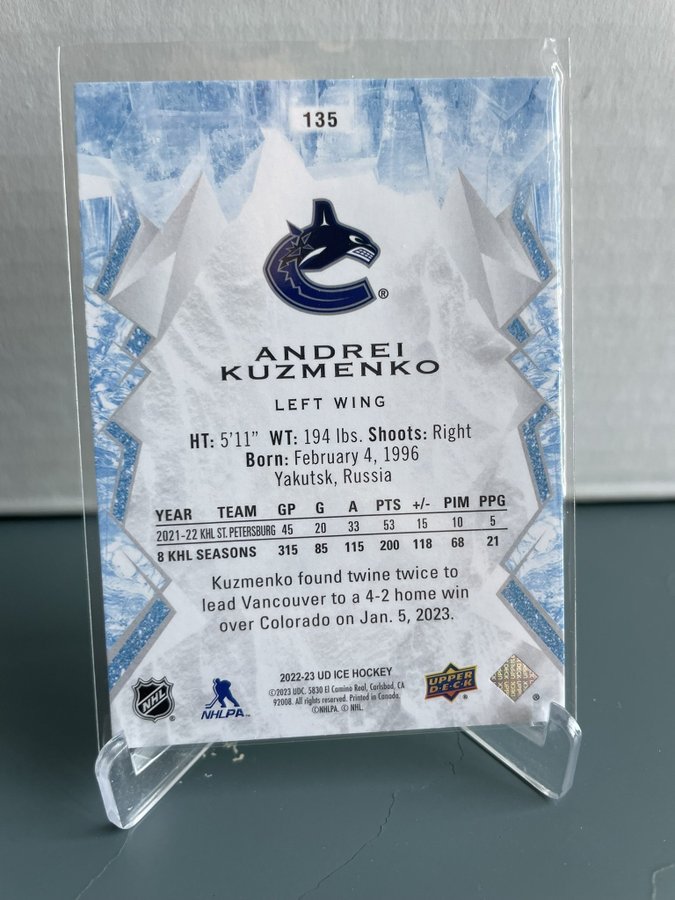 135
®
ANDREI
KUZMENKO
LEFT WING
HT: 5'11" WT: 194 lbs. Shoots: Right
Born: February 4, 1996
Yakutsk, Russia
YEAR TEAM GP G A PTS +/- PIM PPG
2021-22 KHL ST. PETERSBURG 45 20 33 53 15 10 5
8 KHL SEASONS 315 85 115 200 118 68 21
Kuzmenko found twine twice to
lead Vancouver to a 4-2 home win
over Colorado on Jan. 5, 2023.
2022-23 UD ICE HOCKEY
©2023 UDC. 5830 El Camino Real, Carlsbad, CA
92008. All rights reserved. Printed in Canada.
©NHLPA. © NHL.
NHL ®
NHLPA™
UPPER
D·E·C·K ®
®